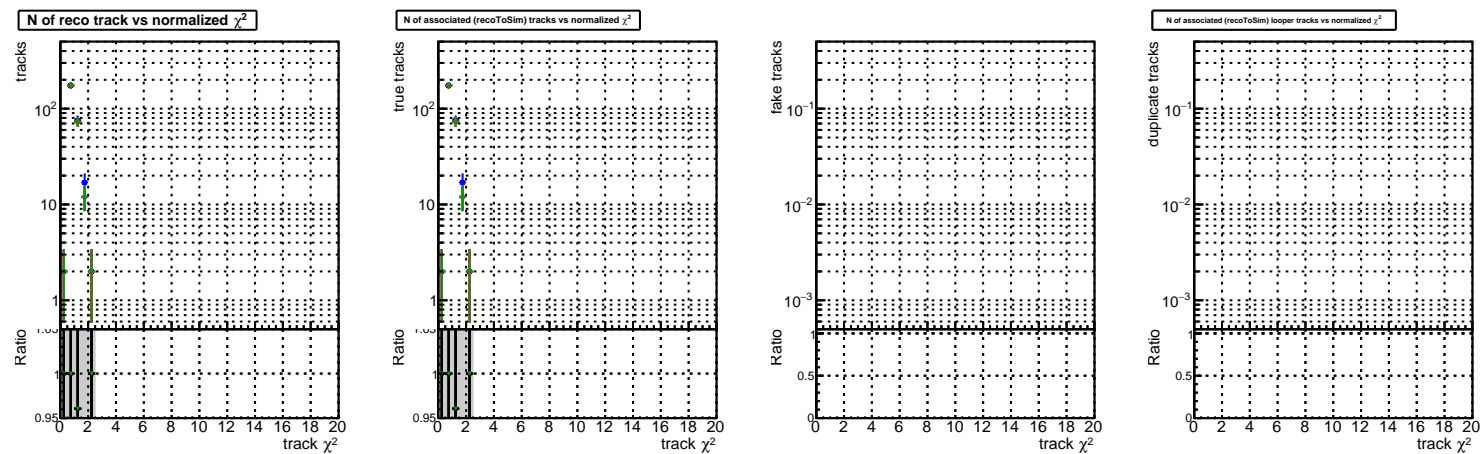 N of reco track vs normalized χ²
tracks
10²
10
1
1.05
1
0.95
Ratio
0 2 4 6 8 10 12 14 16 18 20
track χ²
N of associated (recoToSim) tracks vs normalized χ²
true tracks
10²
10
1
1.05
1
0.95
Ratio
0 2 4 6 8 10 12 14 16 18 20
track χ²
fake tracks
10⁻¹
10⁻²
10⁻³
1
0.5
0
Ratio
0 2 4 6 8 10 12 14 16 18 20
track χ²
N of associated (recoToSim) looper tracks vs normalized χ²
duplicate tracks
10⁻¹
10⁻²
10⁻³
1
0.5
0
Ratio
0 2 4 6 8 10 12 14 16 18 20
track χ²